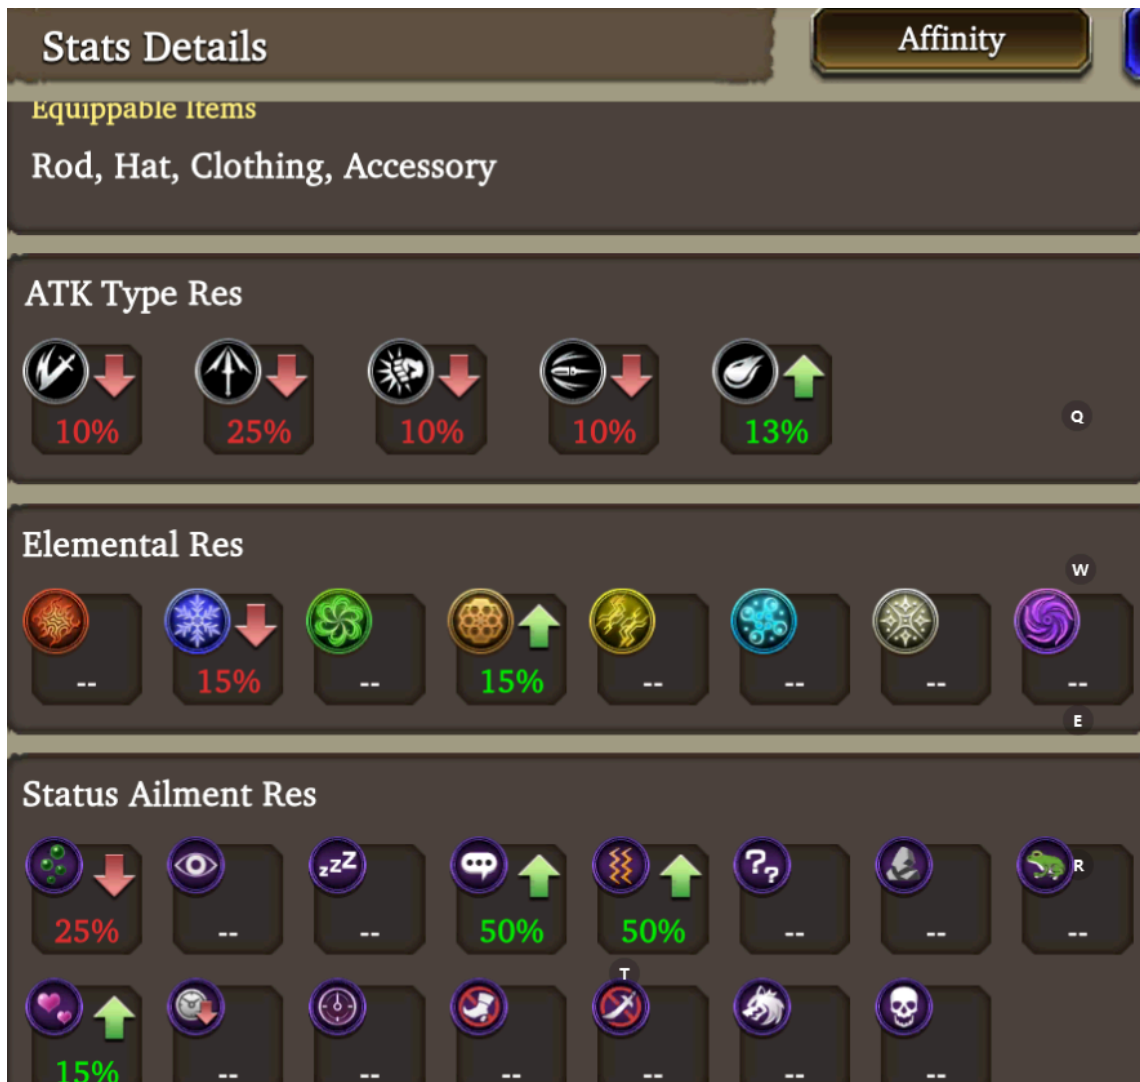 Stats Details
Affinity
Equippable Items
Rod, Hat, Clothing, Accessory
ATK Type Res
10% 25% 10% 10% 13%
Q
Elemental Res
W
-- 15% -- 15% -- -- -- --
E
Status Ailment Res
zzZ ... ?? R
25% -- -- 50% 50% -- -- --
T
15% -- -- -- -- -- --